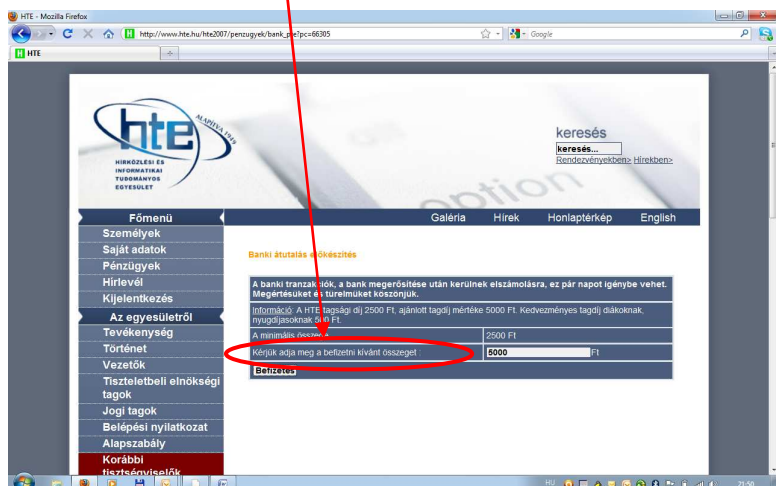 HTE - Mozilla Firefox
http://www.hte.hu/hte2007/penzugyek/bank_pre?pc=66305
Google
HTE
hte
ALAPÍTVA 1949
HÍRKÖZLÉSI ÉS
INFORMATIKAI
TUDOMÁNYOS
EGYESÜLET
option
keresés
keresés...
Rendezvényekben> Hírekben>
Főmenü
Galéria Hírek Honlaptérkép English
Személyek
Saját adatok
Pénzügyek
Hírlevél
Kijelentkezés
Az egyesületről
Tevékenység
Történet
Vezetők
Tiszteletbeli elnökségi
tagok
Jogi tagok
Belépési nyilatkozat
Alapszabály
Korábbi
tisztségviselők
Banki átutalás előkészítés
A banki tranzakciók, a bank megerősítése után kerülnek elszámolásra, ez pár napot igénybe vehet.
Megértésüket és türelmüket köszönjük.
Információ: A HTE tagsági díj 2500 Ft, ajánlott tagdíj mértéke 5000 Ft. Kedvezményes tagdíj diákoknak,
nyugdíjasoknak 500 Ft.
A minimális összeg : 2500 Ft
Kérjük adja meg a befizetni kívánt összeget : 5000 Ft
Befizetés
HU
21:50